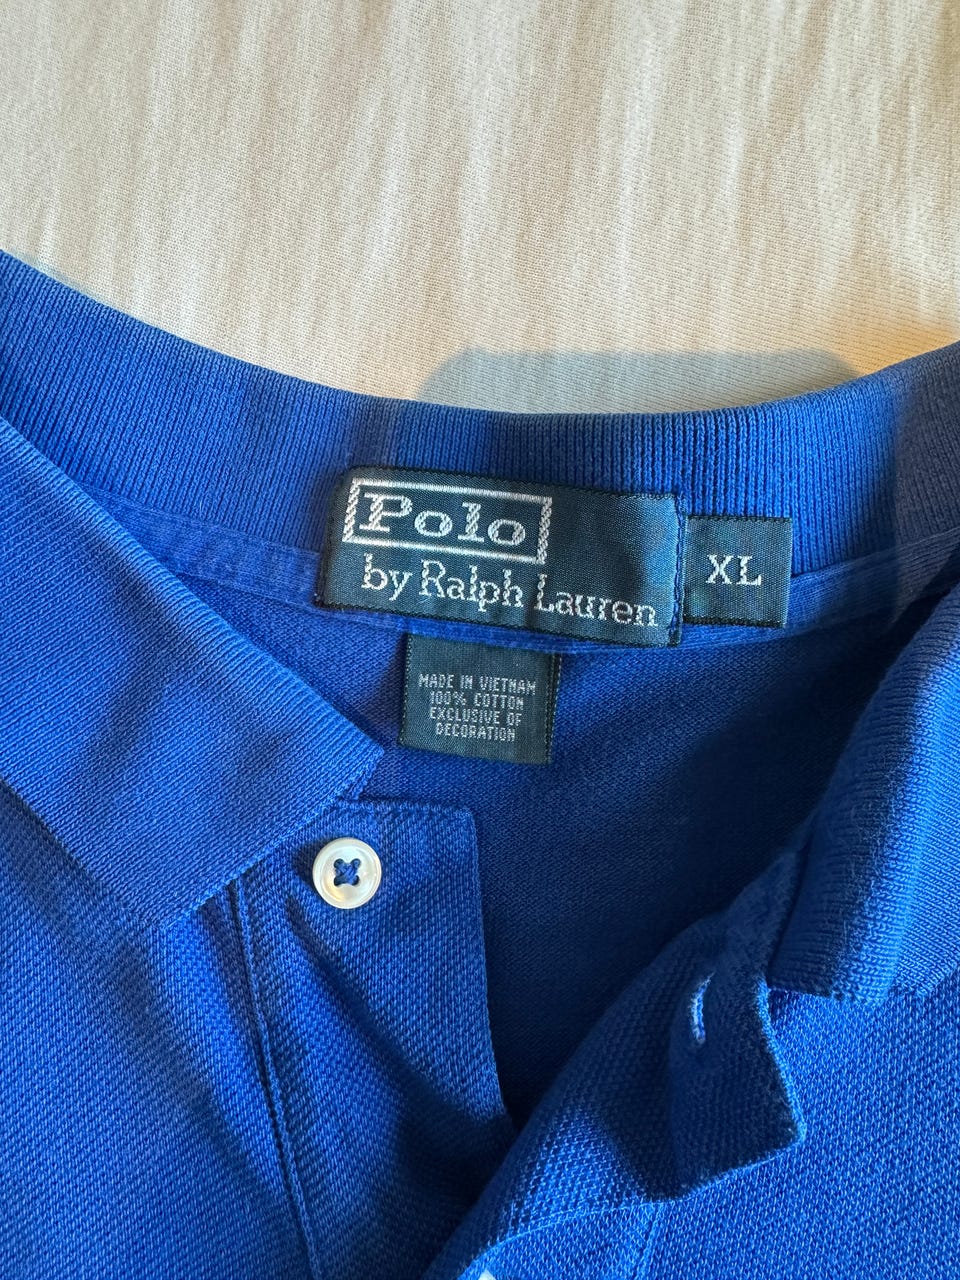 Polo
by Ralph Lauren
XL
MADE IN VIETNAM
100% COTTON
EXCLUSIVE OF
DECORATION